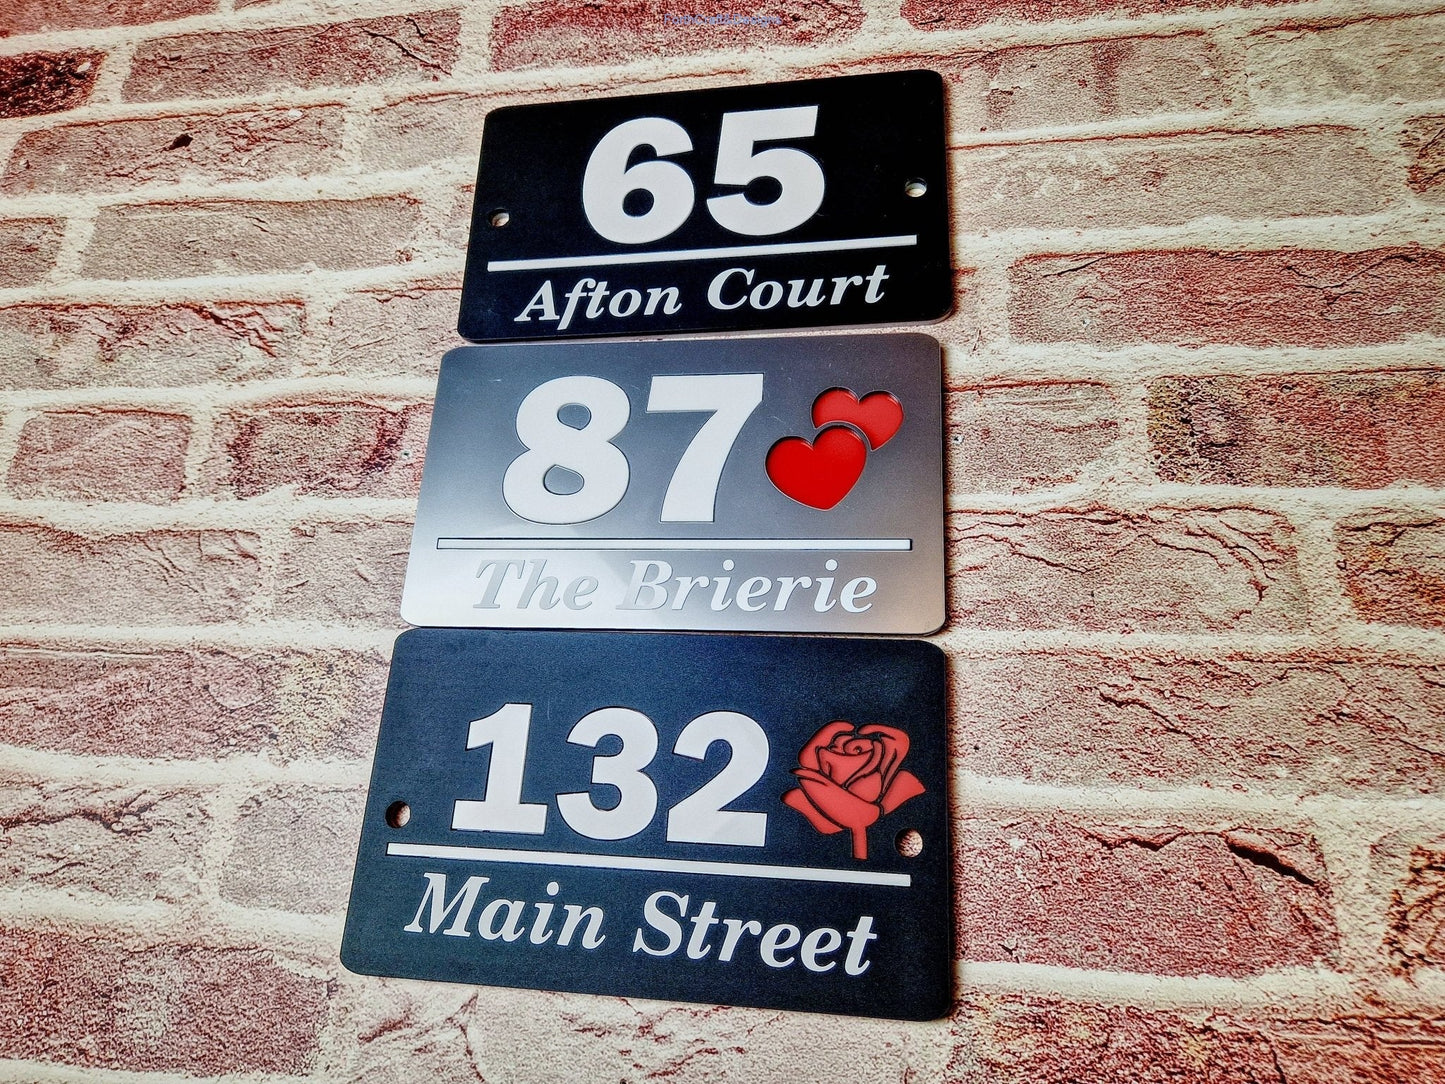 65
Afton Court
87
The Brierie
132
Main Street